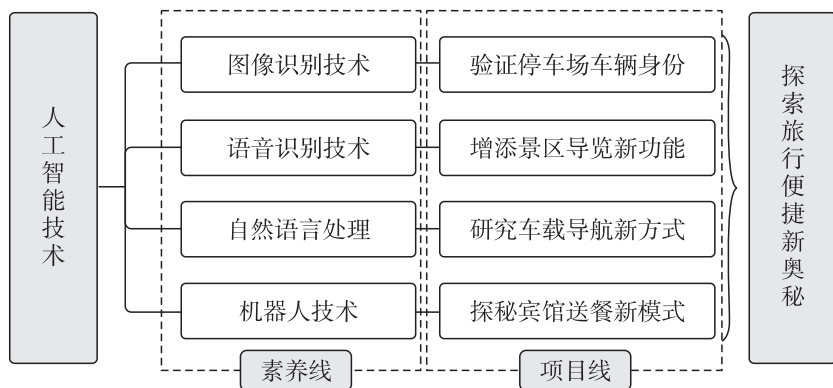 人工智能技术
图像识别技术
验证停车场车辆身份
语音识别技术
增添景区导览新功能
自然语言处理
研究车载导航新方式
机器人技术
探秘宾馆送餐新模式
探索旅行便捷新奥秘
素养线
项目线